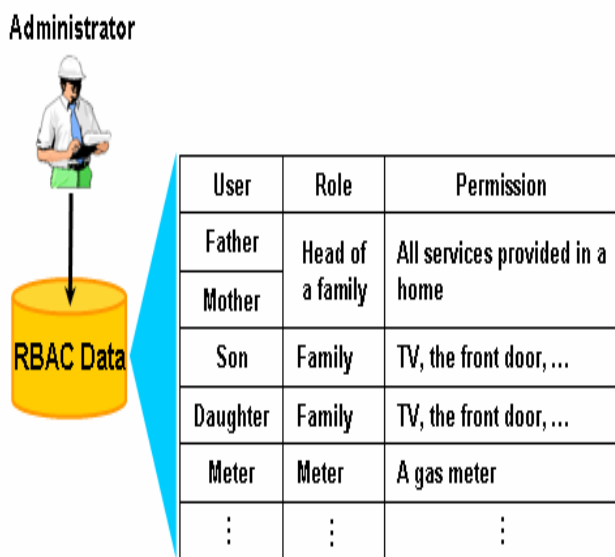 Administrator
RBAC Data
User Role Permission
Father
Head of
a family
All services provided in a
home
Mother
Son Family TV, the front door, ...
Daughter Family TV, the front door, ...
Meter Meter A gas meter
⋮ ⋮ ⋮